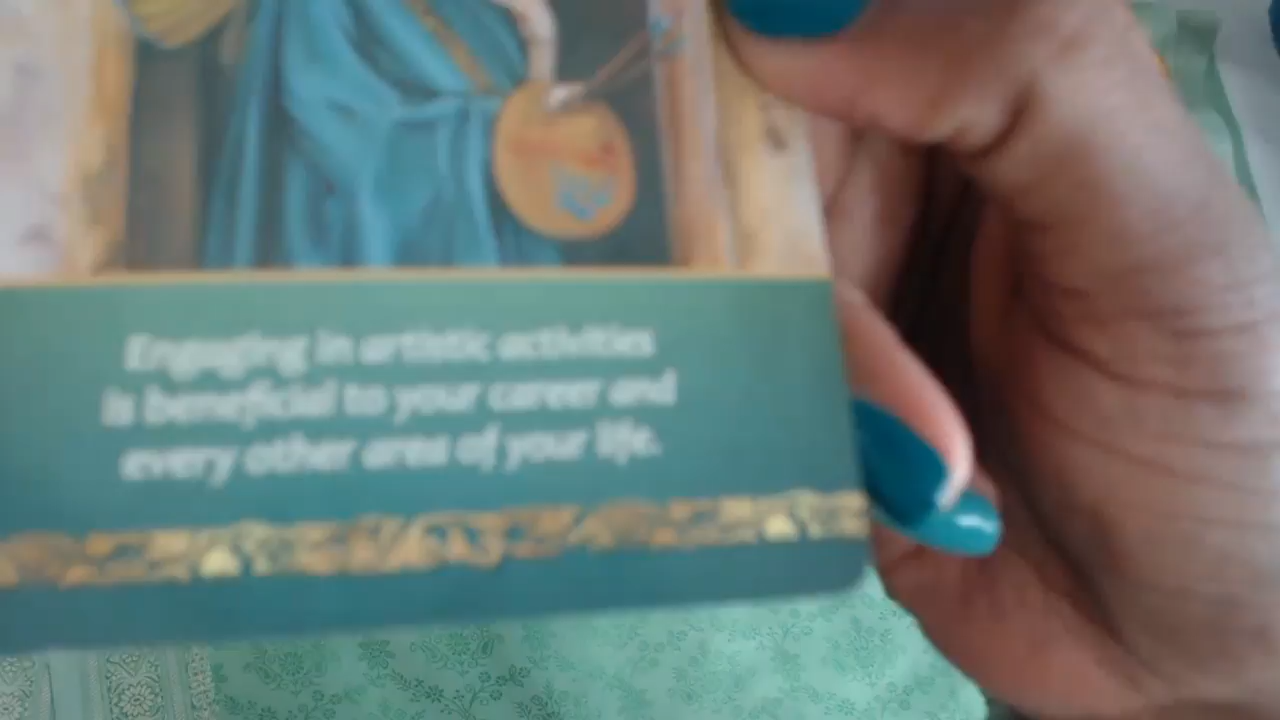 Engaging in artistic activities
is beneficial to your career and
every other area of your life.